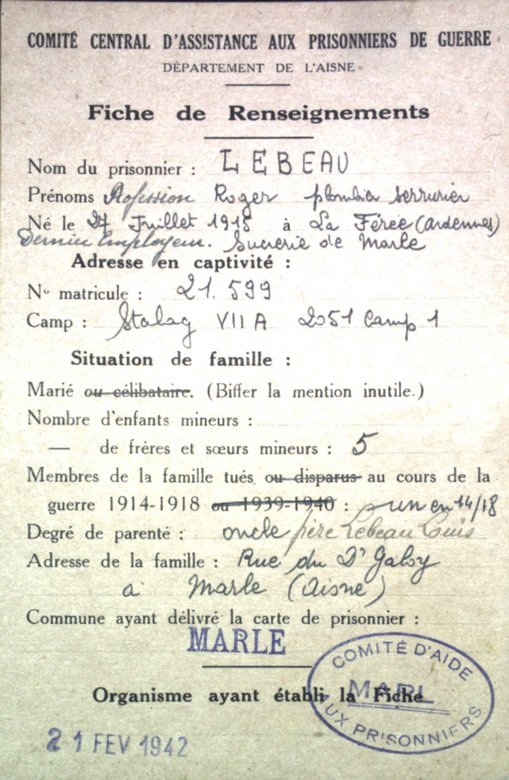 COMITÉ CENTRAL D'ASSISTANCE AUX PRISONNIERS DE GUERRE
DÉPARTEMENT DE L'AISNE
Fiche de Renseignements
Nom du prisonnier : LEBEAU
Prénoms Profession Roger plombier serrurier
Né le 27 Juillet 1915 à La Férée (Ardennes)
Dernier Employeur. Sucrerie de Marle
Adresse en captivité :
N° matricule : 21.599
Camp : Stalag VII A 2051 Camp 1
Situation de famille :
Marié ou célibataire. (Biffer la mention inutile.)
Nombre d'enfants mineurs :
— de frères et sœurs mineurs : 5
Membres de la famille tués ou disparus au cours de la
guerre 1914-1918 ou 1939-1940 : un en 14/18
Degré de parenté : oncle père Lebeau Louis
Adresse de la famille : Rue du Dr
à Marle (Aisne)
Commune ayant délivré la carte de prisonnier :
MARLE
Organisme ayant établi la Fiche
COMITÉ D'AIDE
MARL
AUX PRISONNIERS
21 FEV 1942